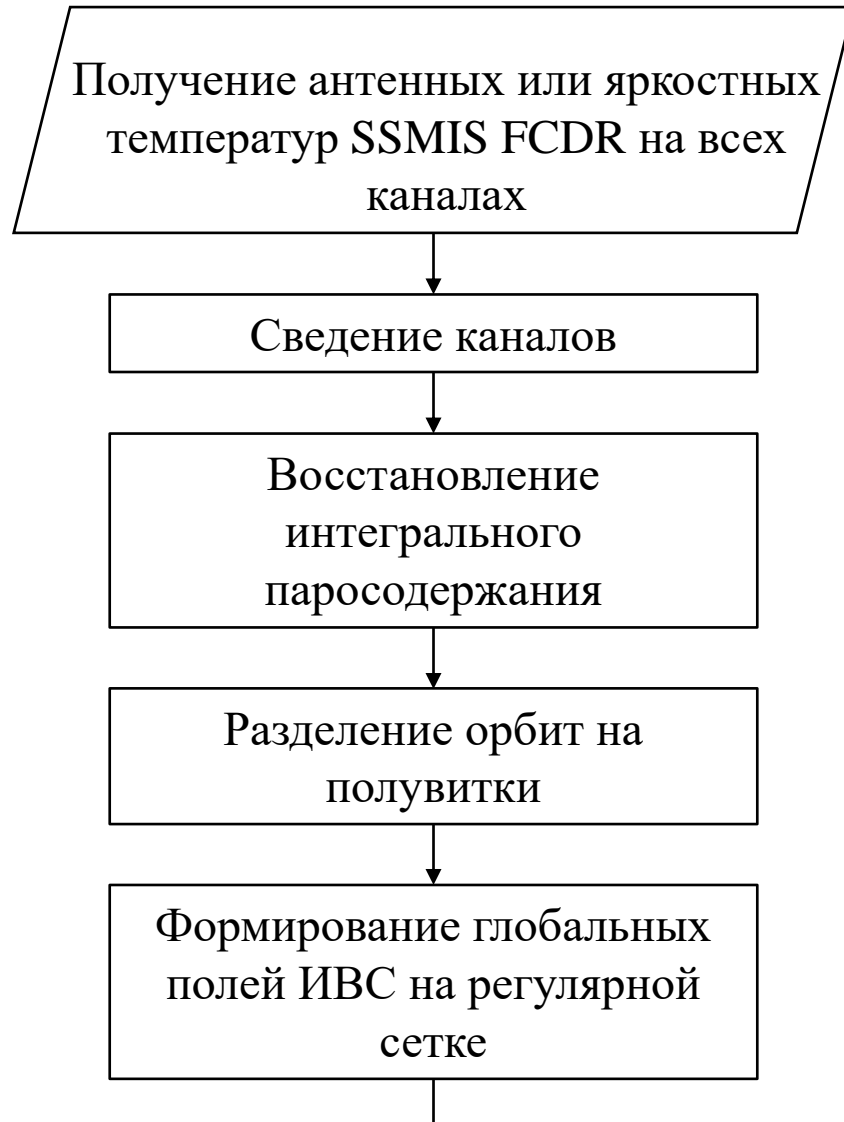 Получение антенных или яркостных
температур SSMIS FCDR на всех
каналах
Сведение каналов
Восстановление
интегрального
паросодержания
Разделение орбит на
полувитки
Формирование глобальных
полей ИВС на регулярной
сетке